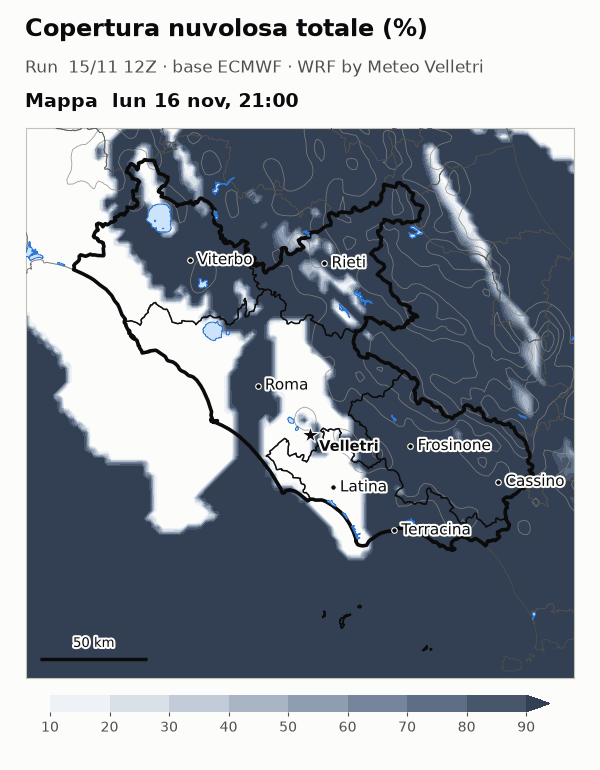 Copertura nuvolosa totale (%)
Run  15/11 12Z · base ECMWF · WRF by Meteo Velletri
Mappa  lun 16 nov, 21:00
Viterbo
Rieti
Roma
Velletri
Frosinone
Cassino
Latina
Terracina
50 km
10 20 30 40 50 60 70 80 90